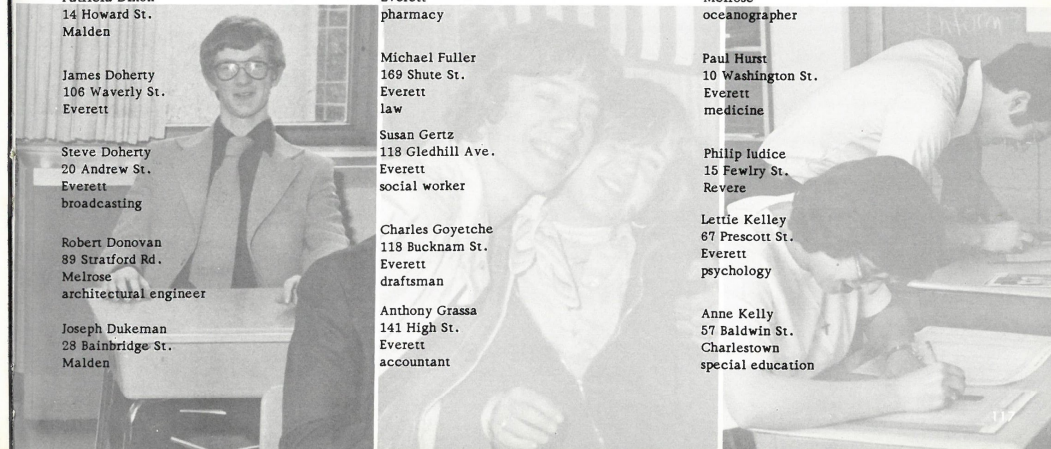 14 Howard St.
Malden
James Doherty
106 Waverly St.
Everett
Steve Doherty
20 Andrew St.
Everett
broadcasting
Robert Donovan
89 Stratford Rd.
Melrose
architectural engineer
Joseph Dukeman
28 Bainbridge St.
Malden
Everett
pharmacy
Michael Fuller
169 Shute St.
Everett
law
Susan Gertz
118 Gledhill Ave.
Everett
social worker
Charles Goyetche
118 Bucknam St.
Everett
draftsman
Anthony Grassa
141 High St.
Everett
accountant
Melrose
oceanographer
Paul Hurst
10 Washington St.
Everett
medicine
Philip Iudice
15 Fewlry St.
Revere
Lettie Kelley
67 Prescott St.
Everett
psychology
Anne Kelly
57 Baldwin St.
Charlestown
special education
117